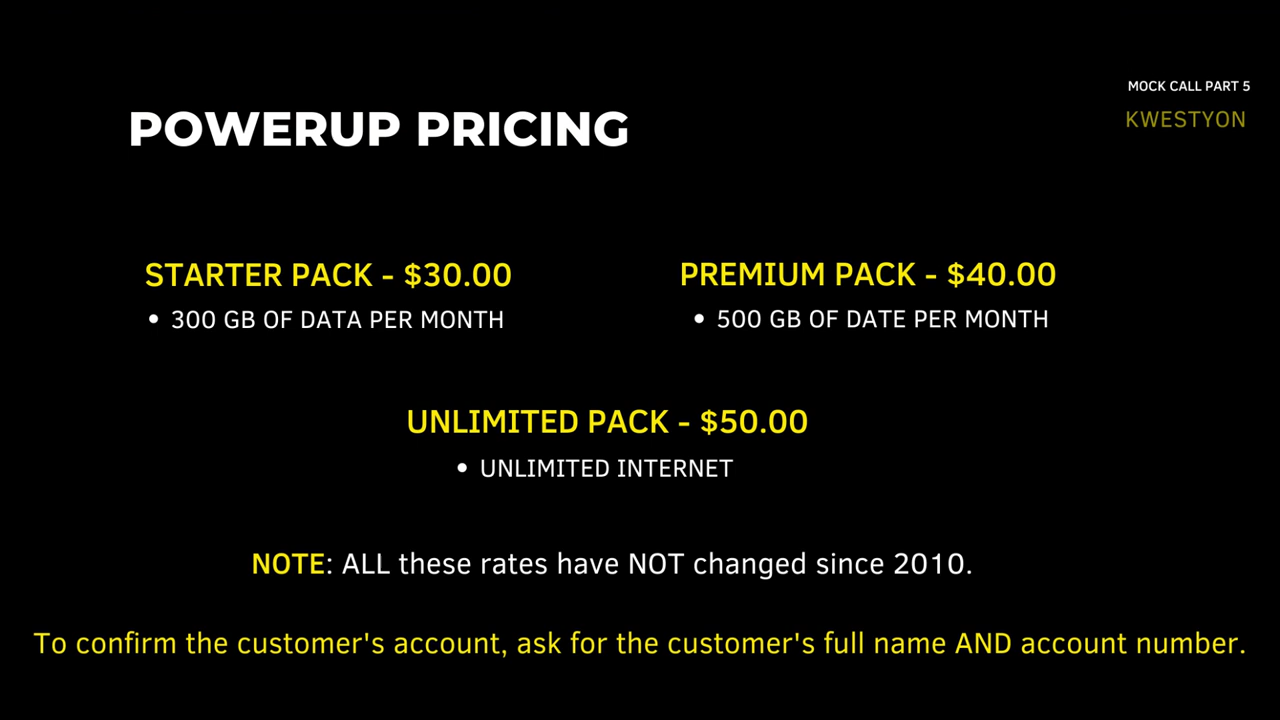 MOCK CALL PART 5
KWESTYON
POWERUP PRICING
STARTER PACK - $30.00
• 300 GB OF DATA PER MONTH
PREMIUM PACK - $40.00
• 500 GB OF DATE PER MONTH
UNLIMITED PACK - $50.00
• UNLIMITED INTERNET
NOTE: ALL these rates have NOT changed since 2010.
To confirm the customer's account, ask for the customer's full name AND account number.